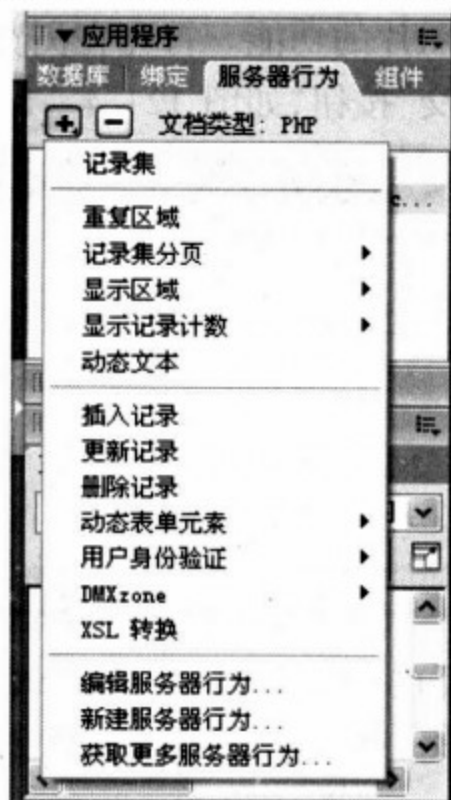 应用程序
数据库 绑定 服务器行为 组件
文档类型: PHP
记录集
重复区域
记录集分页
显示区域
显示记录计数
动态文本
插入记录
更新记录
删除记录
动态表单元素
用户身份验证
DMXzone
XSL 转换
编辑服务器行为...
新建服务器行为...
获取更多服务器行为...